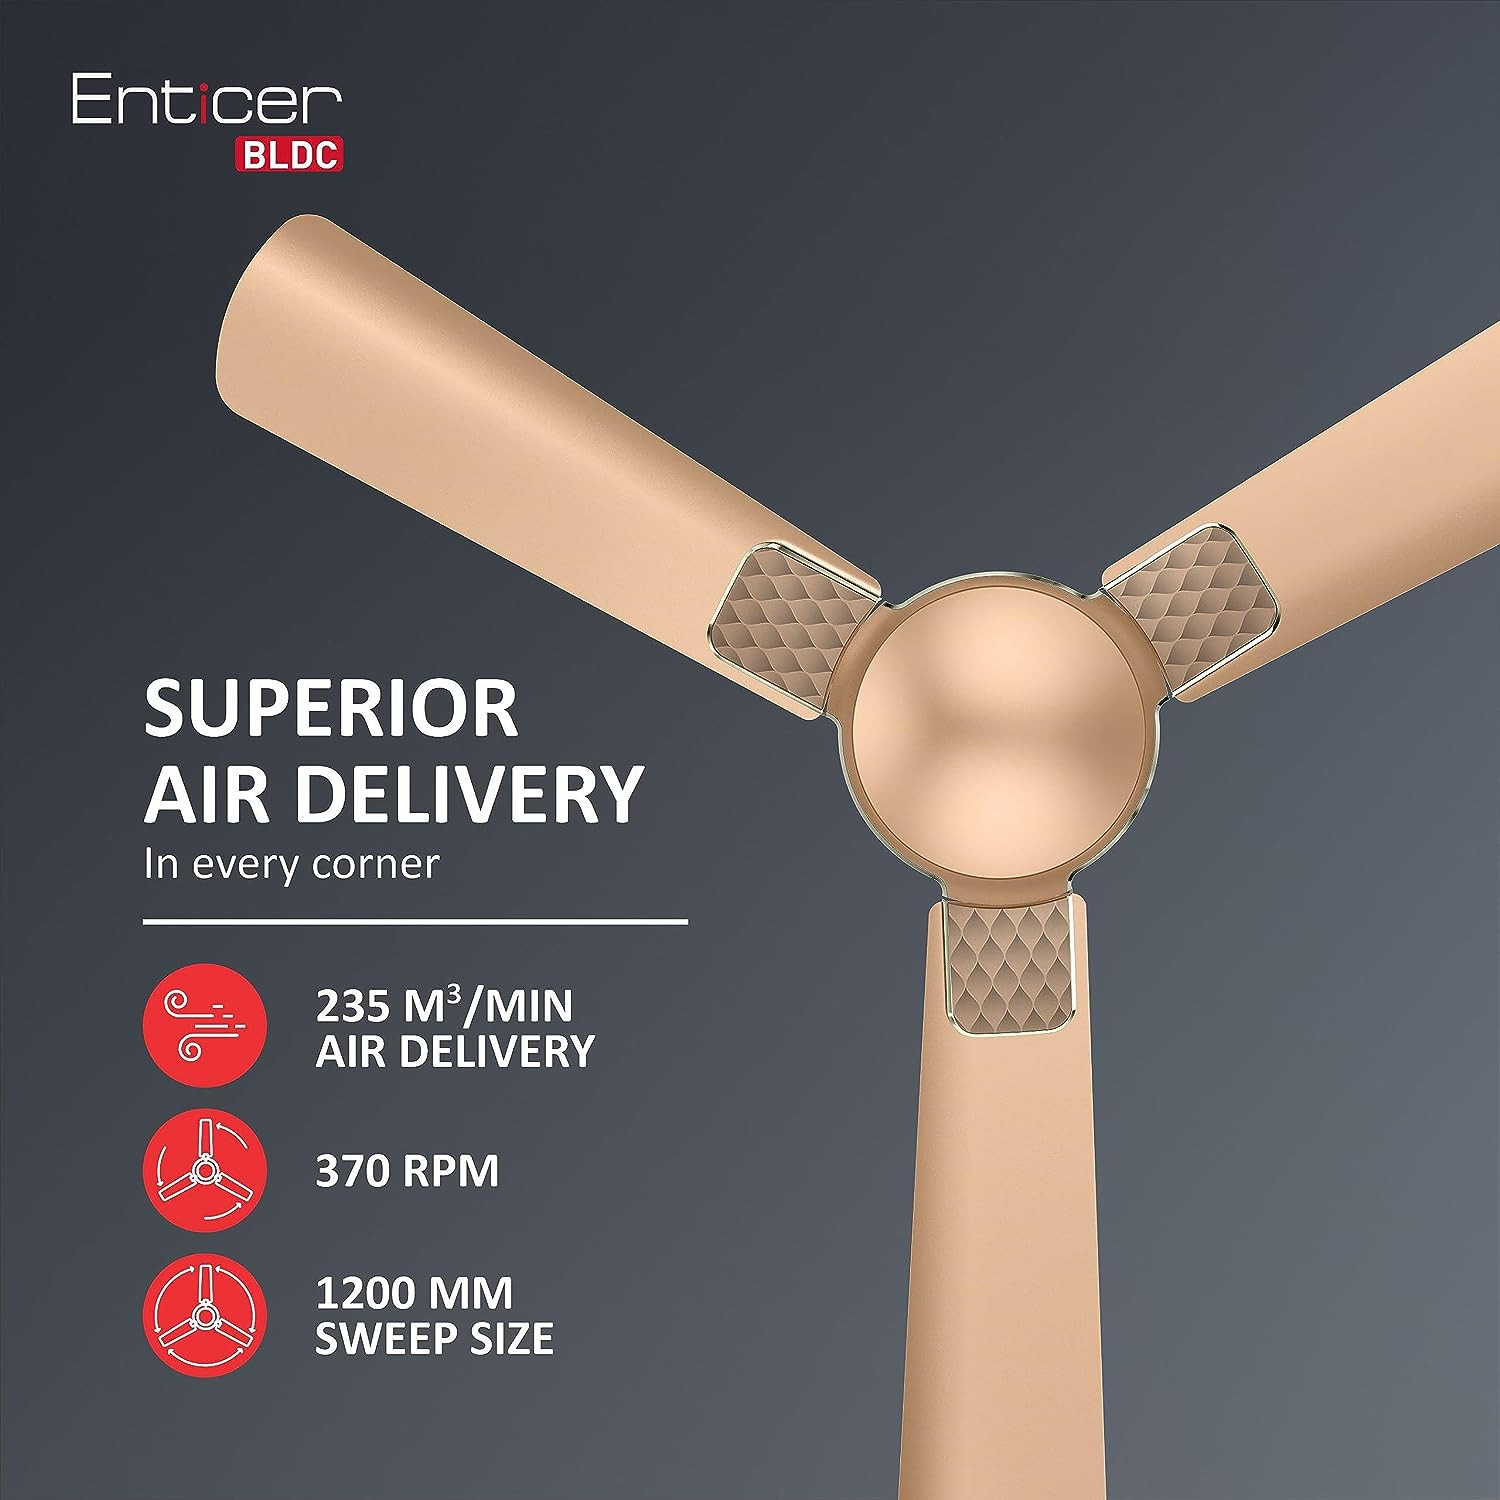 Enticer
BLDC
SUPERIOR
AIR DELIVERY
In every corner
235 M³/MIN
AIR DELIVERY
370 RPM
1200 MM
SWEEP SIZE